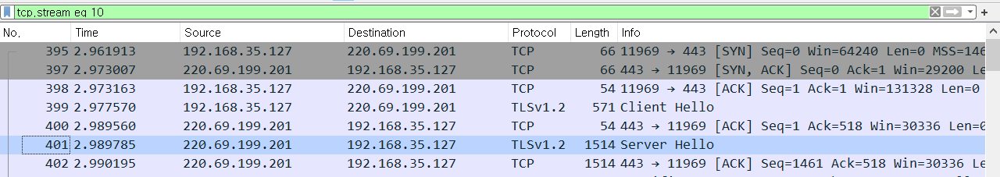 tcp.stream eq 10
No. Time Source Destination Protocol Length Info
395 2.961913 192.168.35.127 220.69.199.201 TCP 66 11969 → 443 [SYN] Seq=0 Win=64240 Len=0 MSS=146
397 2.973007 220.69.199.201 192.168.35.127 TCP 66 443 → 11969 [SYN, ACK] Seq=0 Ack=1 Win=29200 Le
398 2.973163 192.168.35.127 220.69.199.201 TCP 54 11969 → 443 [ACK] Seq=1 Ack=1 Win=131328 Len=0
399 2.977570 192.168.35.127 220.69.199.201 TLSv1.2 571 Client Hello
400 2.989560 220.69.199.201 192.168.35.127 TCP 54 443 → 11969 [ACK] Seq=1 Ack=518 Win=30336 Len=
401 2.989785 220.69.199.201 192.168.35.127 TLSv1.2 1514 Server Hello
402 2.990195 220.69.199.201 192.168.35.127 TCP 1514 443 → 11969 [ACK] Seq=1461 Ack=518 Win=30336 L